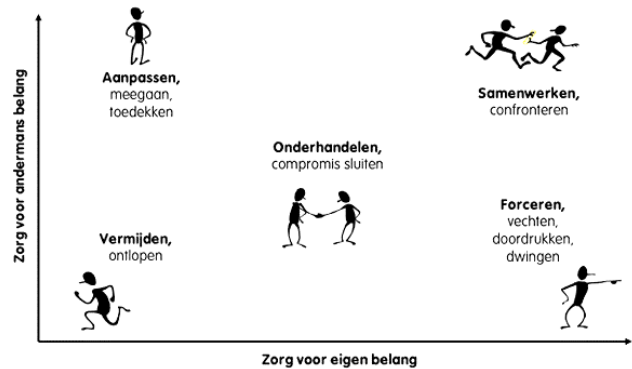 Zorg voor andermans belang
Aanpassen,
meegaan,
toedekken
Samenwerken,
confronteren
Onderhandelen,
compromis sluiten
Vermijden,
ontlopen
Forceren,
vechten,
doordrukken,
dwingen
Zorg voor eigen belang